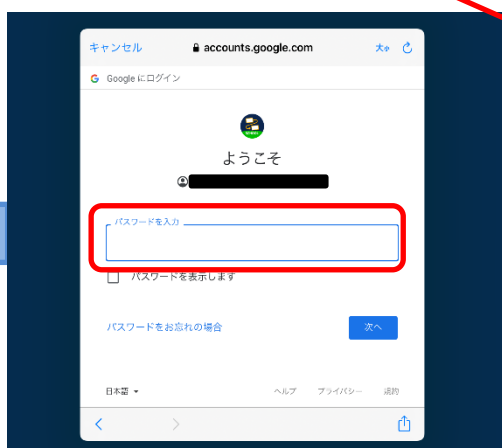 キャンセル accounts.google.com 大小
G Google にログイン
ようこそ
パスワードを入力
パスワードを表示します
パスワードをお忘れの場合 次へ
日本語 ヘルプ プライバシー 規約